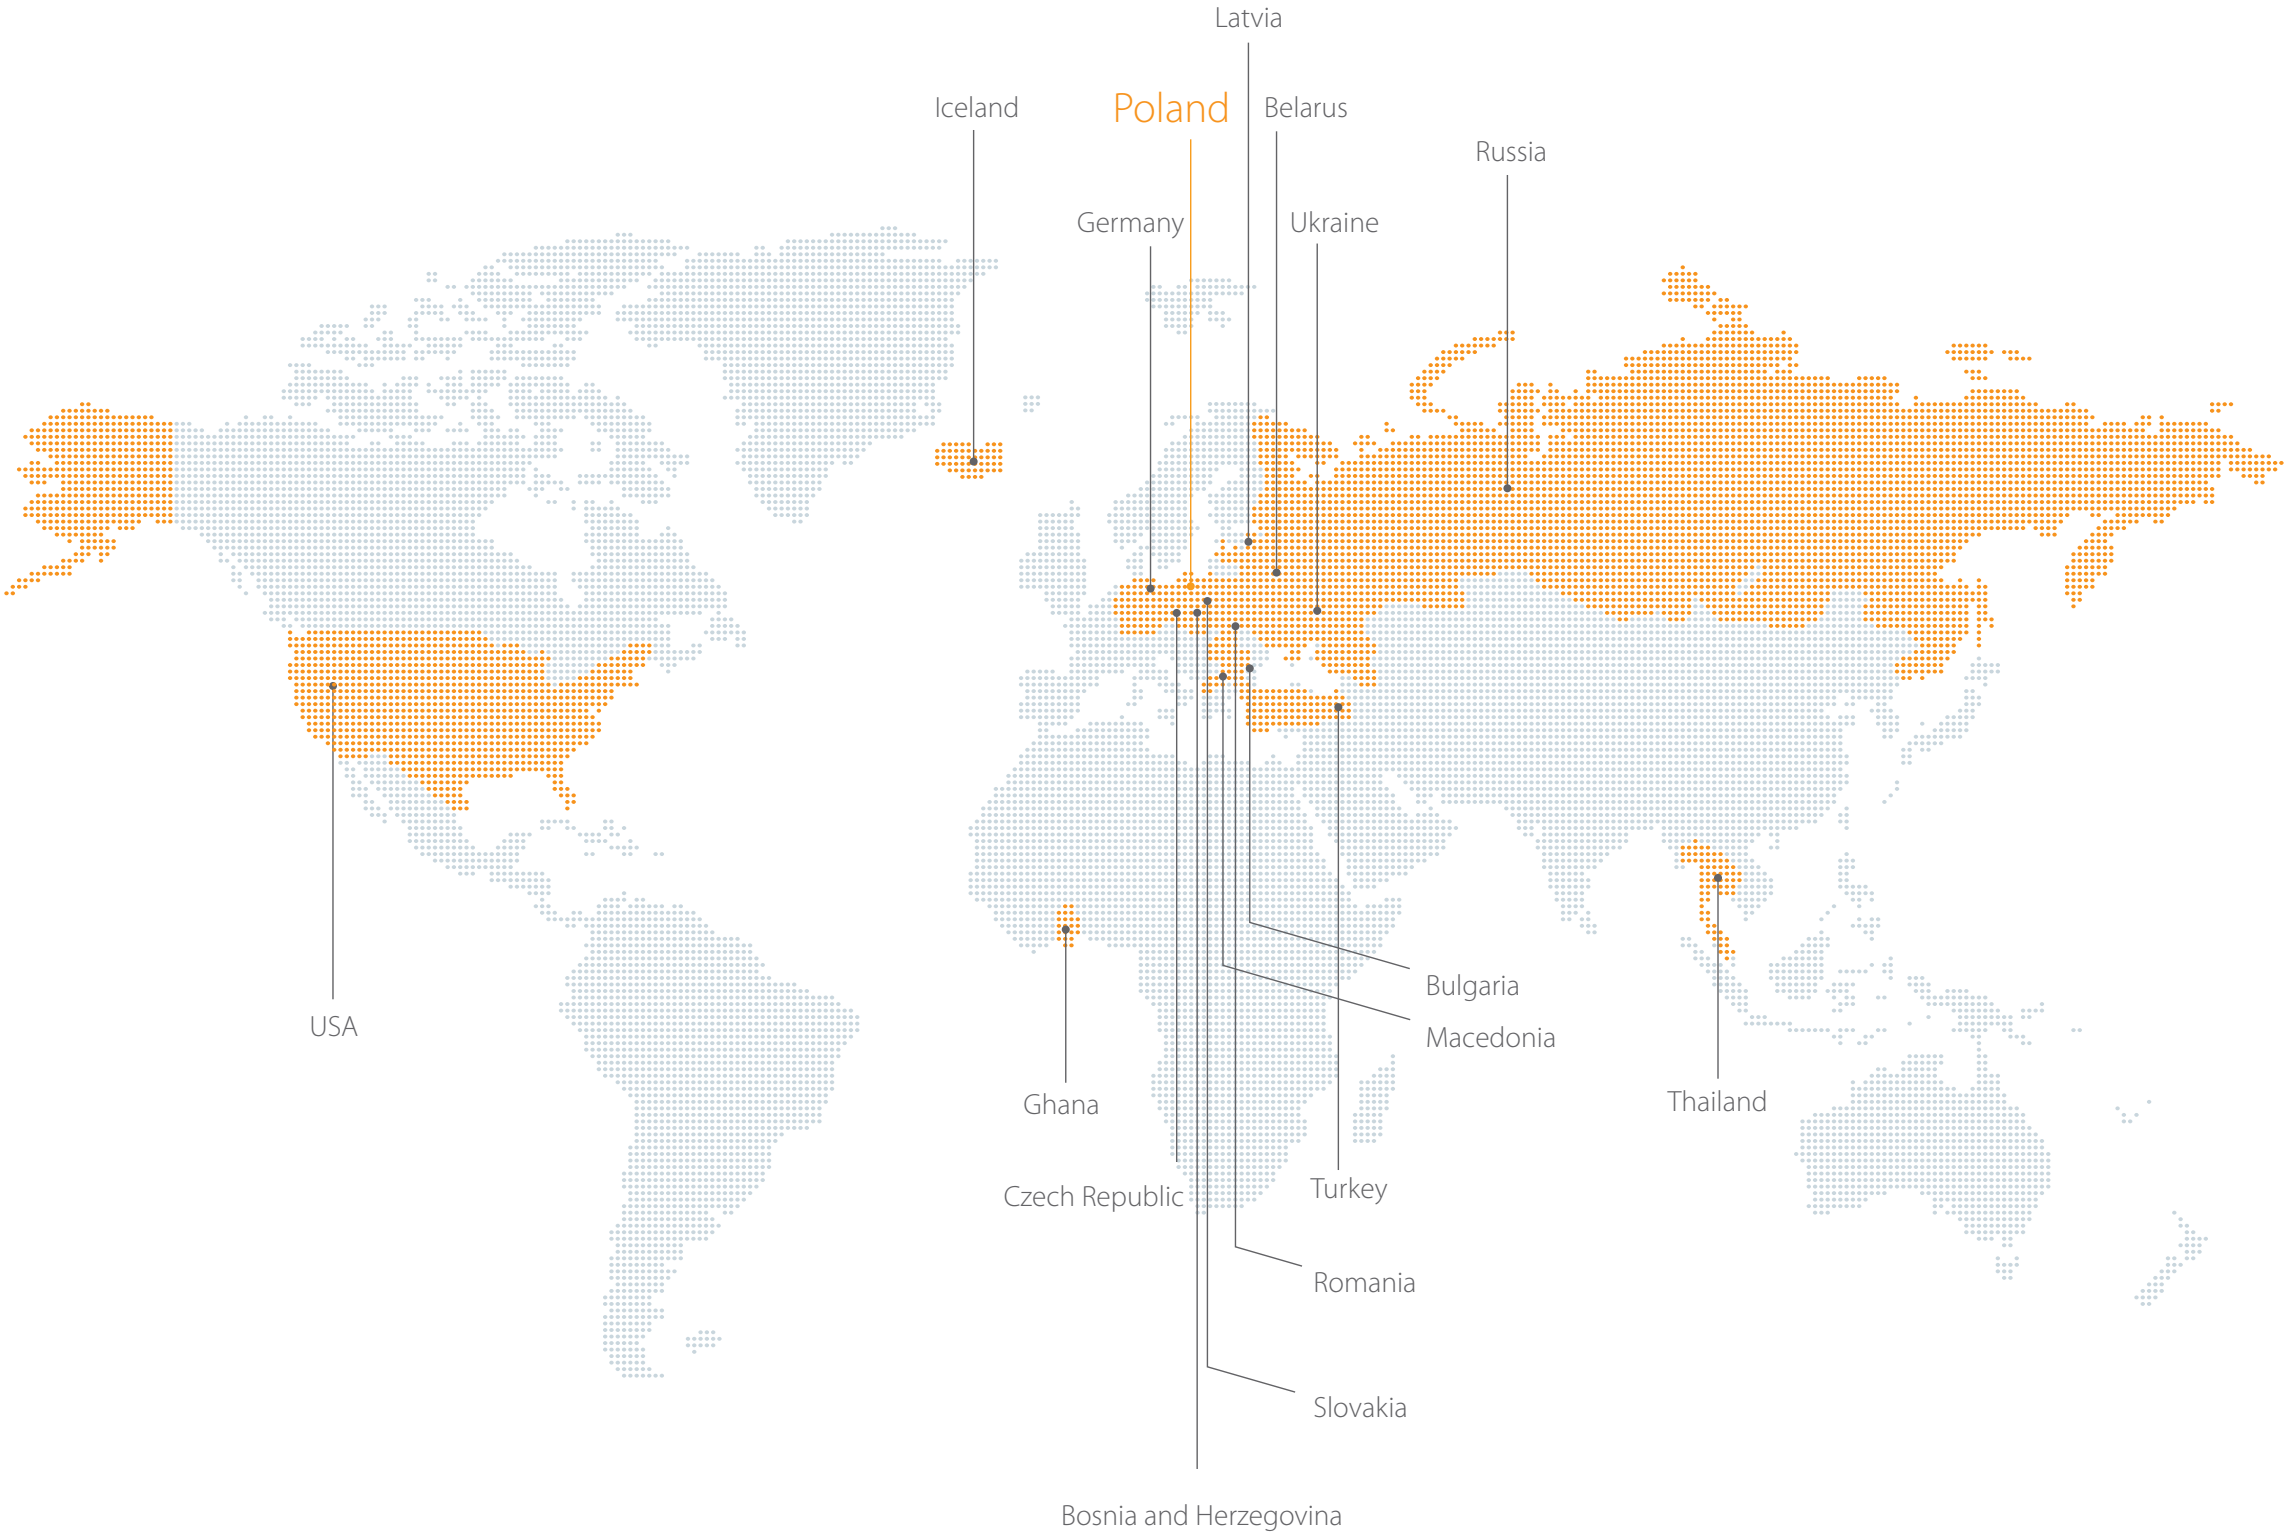 Latvia
Iceland
Poland
Belarus
Russia
Germany
Ukraine
Bulgaria
USA
Macedonia
Ghana
Thailand
Czech Republic
Turkey
Romania
Slovakia
Bosnia and Herzegovina